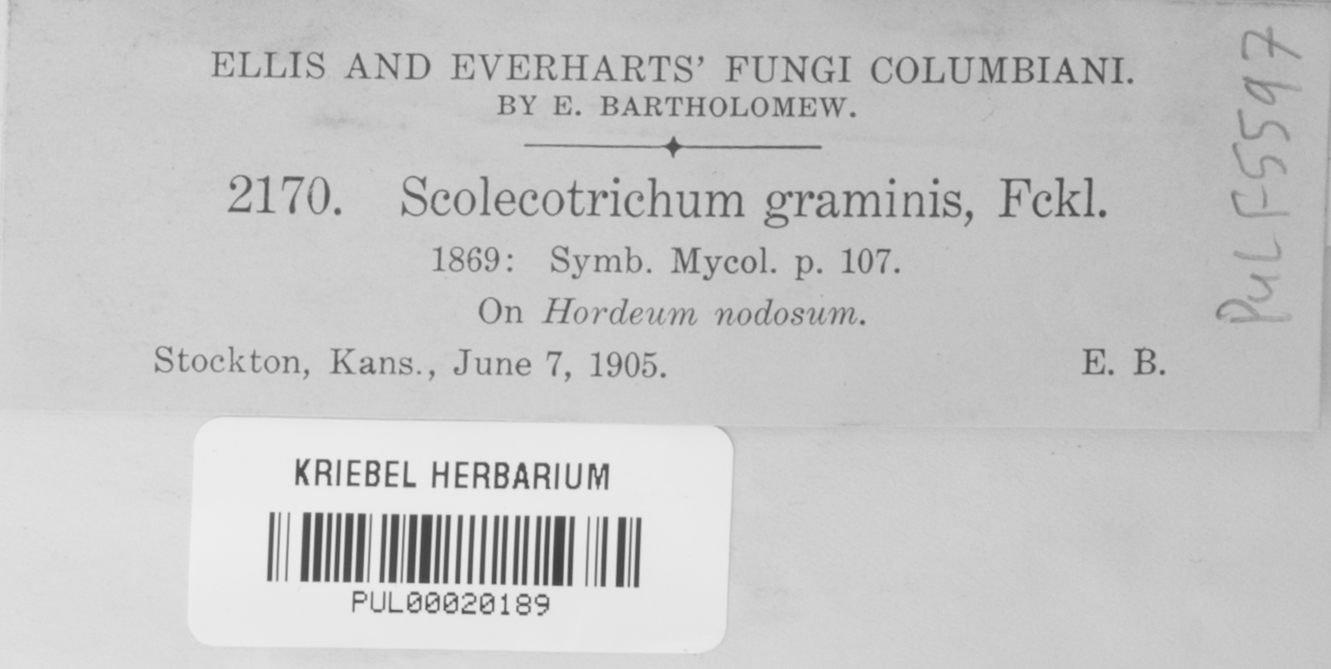 ELLIS AND EVERHARTS' FUNGI COLUMBIANI.
BY E. BARTHOLOMEW.
2170. Scolecotrichum graminis, Fckl.
1869: Symb. Mycol. p. 107.
On Hordeum nodosum.
Stockton, Kans., June 7, 1905. E. B.
PUL F5597
KRIEBEL HERBARIUM
PUL00020189